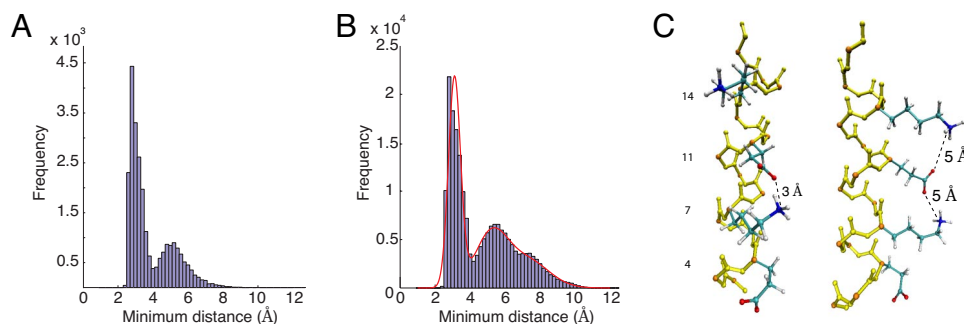 A
x 10³
4.5
3.5
2.5
1.5
0.5
0 2 4 6 8 10 12
Frequency
Minimum distance (Å)
B
x 10⁴
2.5
2.0
1.5
1.0
0.5
0
0 2 4 6 8 10 12
Frequency
Minimum distance (Å)
C
14
11
7
4
3 Å
5 Å
5 Å